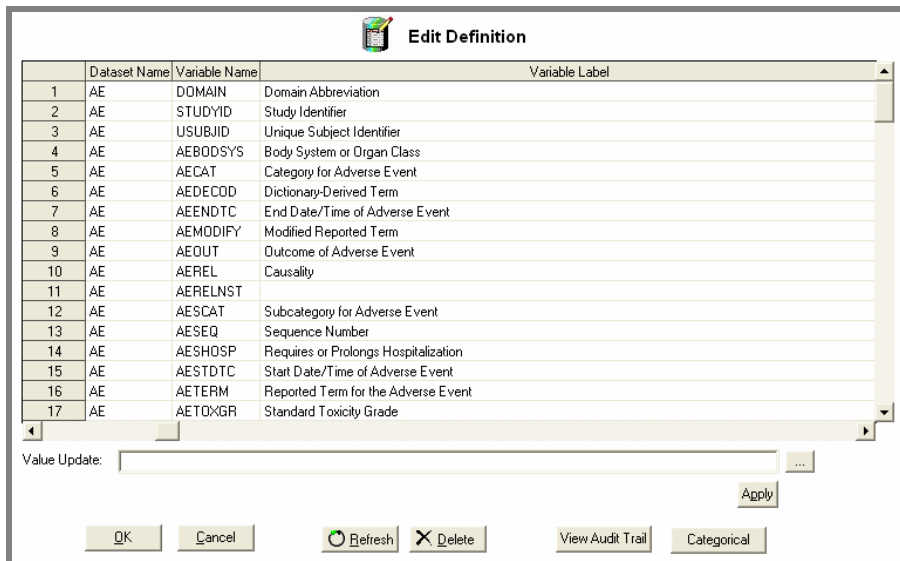 Edit Definition
Dataset Name Variable Name Variable Label
1 AE DOMAIN Domain Abbreviation
2 AE STUDYID Study Identifier
3 AE USUBJID Unique Subject Identifier
4 AE AEBODSYS Body System or Organ Class
5 AE AECAT Category for Adverse Event
6 AE AEDECOD Dictionary-Derived Term
7 AE AEENDTC End Date/Time of Adverse Event
8 AE AEMODIFY Modified Reported Term
9 AE AEOUT Outcome of Adverse Event
10 AE AEREL Causality
11 AE AERELNST
12 AE AESCAT Subcategory for Adverse Event
13 AE AESEQ Sequence Number
14 AE AESHOSP Requires or Prolongs Hospitalization
15 AE AESTDTC Start Date/Time of Adverse Event
16 AE AETERM Reported Term for the Adverse Event
17 AE AETOXGR Standard Toxicity Grade
Value Update: ...
Apply
OK Cancel Refresh Delete View Audit Trail Categorical